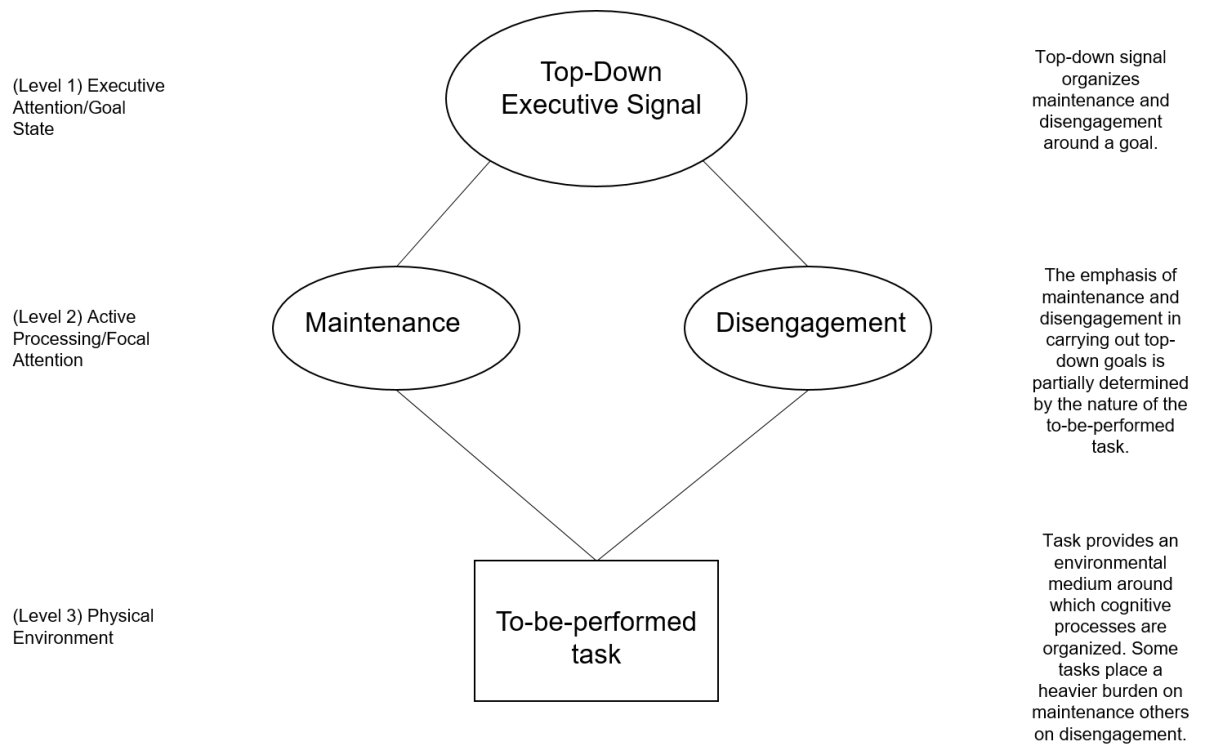 (Level 1) Executive
Attention/Goal
State
Top-Down
Executive Signal
Top-down signal
organizes
maintenance and
disengagement
around a goal.
(Level 2) Active
Processing/Focal
Attention
Maintenance
Disengagement
The emphasis of
maintenance and
disengagement in
carrying out top-
down goals is
partially determined
by the nature of the
to-be-performed
task.
(Level 3) Physical
Environment
To-be-performed
task
Task provides an
environmental
medium around
which cognitive
processes are
organized. Some
tasks place a
heavier burden on
maintenance others
on disengagement.